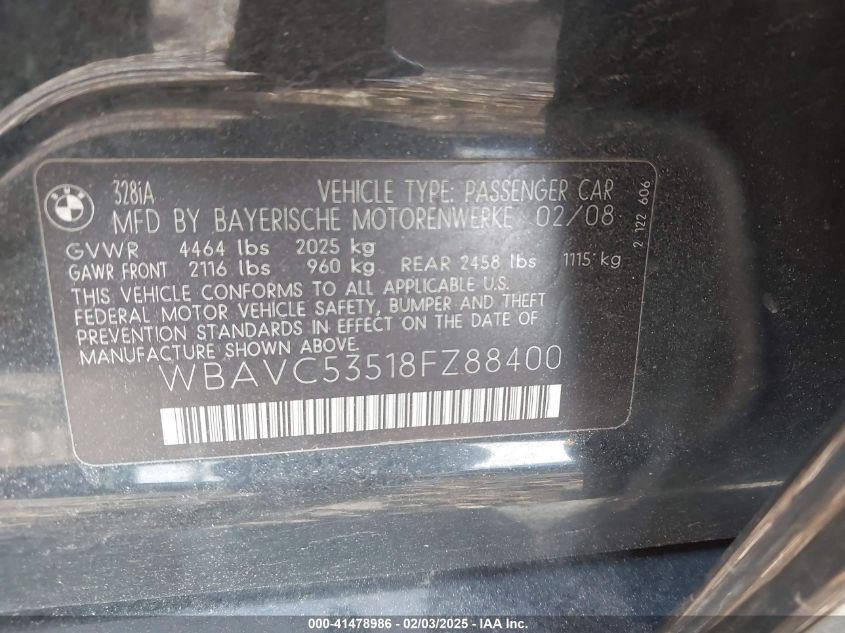 BMW
328iA VEHICLE TYPE: PASSENGER CAR
MFD BY BAYERISCHE MOTORENWERKE 02/08
GVWR 4464 lbs 2025 kg
GAWR FRONT 2116 lbs 960 kg REAR 2458 lbs 1115 kg
THIS VEHICLE CONFORMS TO ALL APPLICABLE U.S.
FEDERAL MOTOR VEHICLE SAFETY, BUMPER AND THEFT
PREVENTION STANDARDS IN EFFECT ON THE DATE OF
MANUFACTURE SHOWN ABOVE.
WBAVC53518FZ88400
2 122 606
000-41478986 - 02/03/2025 - IAA Inc.